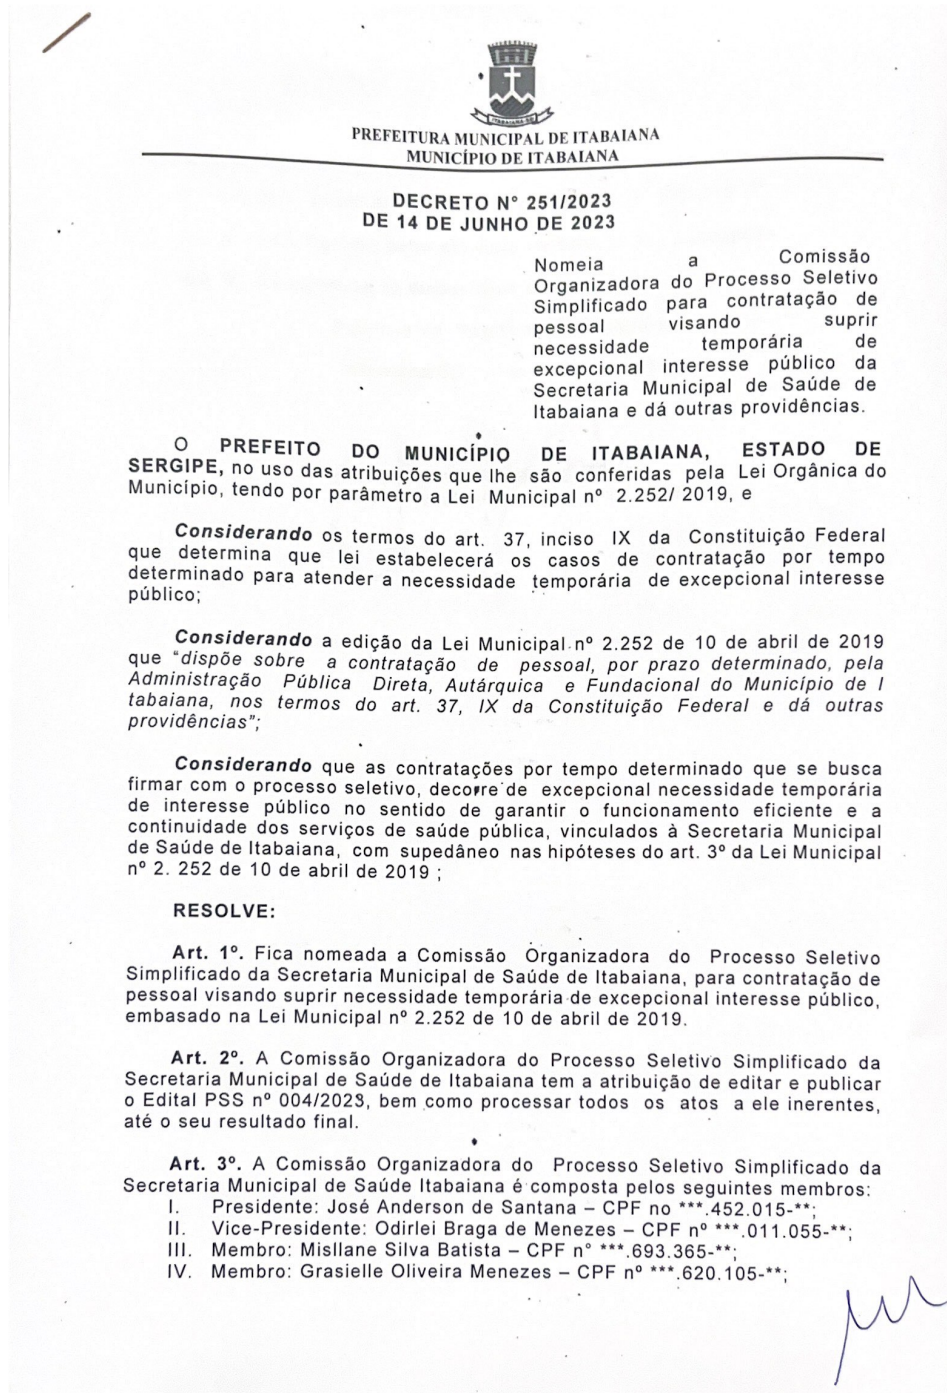 ITABAIANA-SE
PREFEITURA MUNICIPAL DE ITABAIANA
MUNICÍPIO DE ITABAIANA
DECRETO N° 251/2023
DE 14 DE JUNHO DE 2023
Nomeia a Comissão
Organizadora do Processo Seletivo
Simplificado para contratação de
pessoal visando suprir
necessidade temporária de
excepcional interesse público da
Secretaria Municipal de Saúde de
Itabaiana e dá outras providências.
O PREFEITO DO MUNICÍPIO DE ITABAIANA, ESTADO DE
SERGIPE, no uso das atribuições que lhe são conferidas pela Lei Orgânica do
Município, tendo por parâmetro a Lei Municipal nº 2.252/ 2019, e
Considerando os termos do art. 37, inciso IX da Constituição Federal
que determina que lei estabelecerá os casos de contratação por tempo
determinado para atender a necessidade temporária de excepcional interesse
público;
Considerando a edição da Lei Municipal nº 2.252 de 10 de abril de 2019
que “dispõe sobre a contratação de pessoal, por prazo determinado, pela
Administração Pública Direta, Autárquica e Fundacional do Município de I
tabaiana, nos termos do art. 37, IX da Constituição Federal e dá outras
providências”;
Considerando que as contratações por tempo determinado que se busca
firmar com o processo seletivo, decorre de excepcional necessidade temporária
de interesse público no sentido de garantir o funcionamento eficiente e a
continuidade dos serviços de saúde pública, vinculados à Secretaria Municipal
de Saúde de Itabaiana, com supedâneo nas hipóteses do art. 3º da Lei Municipal
nº 2. 252 de 10 de abril de 2019 ;
RESOLVE:
Art. 1º. Fica nomeada a Comissão Organizadora do Processo Seletivo
Simplificado da Secretaria Municipal de Saúde de Itabaiana, para contratação de
pessoal visando suprir necessidade temporária de excepcional interesse público,
embasado na Lei Municipal nº 2.252 de 10 de abril de 2019.
Art. 2º. A Comissão Organizadora do Processo Seletivo Simplificado da
Secretaria Municipal de Saúde de Itabaiana tem a atribuição de editar e publicar
o Edital PSS nº 004/2023, bem como processar todos os atos a ele inerentes,
até o seu resultado final.
Art. 3º. A Comissão Organizadora do Processo Seletivo Simplificado da
Secretaria Municipal de Saúde Itabaiana é composta pelos seguintes membros:
I. Presidente: José Anderson de Santana – CPF no ***.452.015-**;
II. Vice-Presidente: Odirlei Braga de Menezes – CPF nº ***.011.055-**;
III. Membro: Misllane Silva Batista – CPF n° ***.693.365-**;
IV. Membro: Grasielle Oliveira Menezes – CPF nº ***.620.105-**;